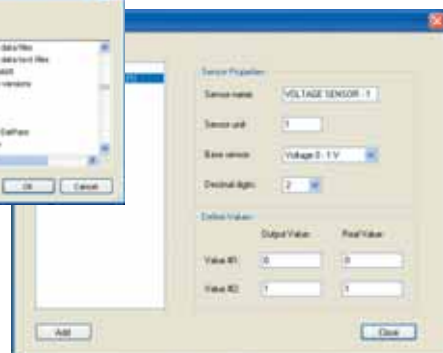 data files
data text files
versions
OK
Cancel
Sensor Properties
Sensor name
VOLTAGE SENSOR - 1
Sensor unit
1
Base sensor
Voltage 0 - 1 V
Decimal digits
2
Define Values
Output Value
Real Value
Value #1
0
0
Value #2
1
1
Add
Close